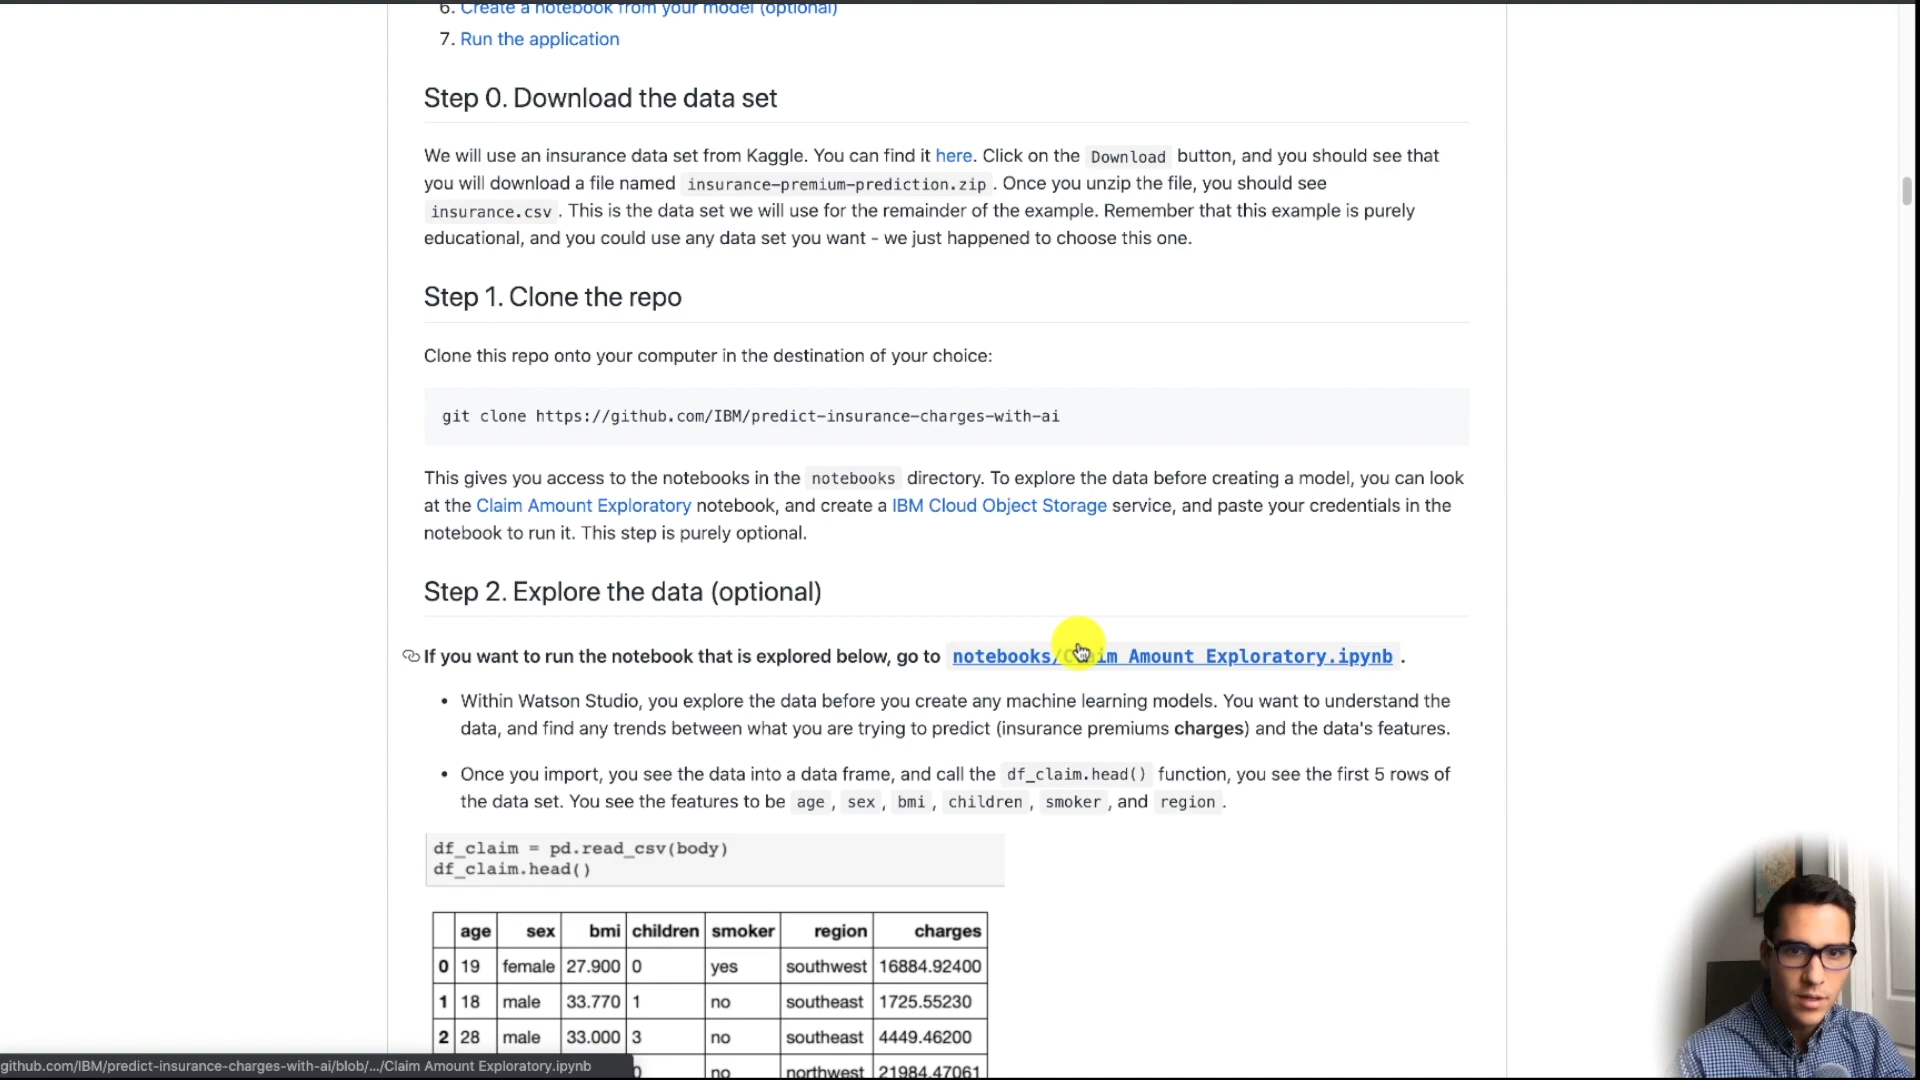 6. Create a notebook from your model (optional)
7. Run the application
Step 0. Download the data set
We will use an insurance data set from Kaggle. You can find it here. Click on the Download button, and you should see that
you will download a file named insurance-premium-prediction.zip . Once you unzip the file, you should see
insurance.csv . This is the data set we will use for the remainder of the example. Remember that this example is purely
educational, and you could use any data set you want - we just happened to choose this one.
Step 1. Clone the repo
Clone this repo onto your computer in the destination of your choice:
git clone https://github.com/IBM/predict-insurance-charges-with-ai
This gives you access to the notebooks in the notebooks directory. To explore the data before creating a model, you can look
at the Claim Amount Exploratory notebook, and create a IBM Cloud Object Storage service, and paste your credentials in the
notebook to run it. This step is purely optional.
Step 2. Explore the data (optional)
If you want to run the notebook that is explored below, go to notebooks/Claim Amount Exploratory.ipynb .
• Within Watson Studio, you explore the data before you create any machine learning models. You want to understand the
data, and find any trends between what you are trying to predict (insurance premiums charges) and the data's features.
• Once you import, you see the data into a data frame, and call the df_claim.head() function, you see the first 5 rows of
the data set. You see the features to be age , sex , bmi , children , smoker , and region .
df_claim = pd.read_csv(body)
df_claim.head()
age sex bmi children smoker region charges
0 19 female 27.900 0 yes southwest 16884.92400
1 18 male 33.770 1 no southeast 1725.55230
2 28 male 33.000 3 no southeast 4449.46200
0 no northwest 21984.47061
github.com/IBM/predict-insurance-charges-with-ai/blob/.../Claim Amount Exploratory.ipynb